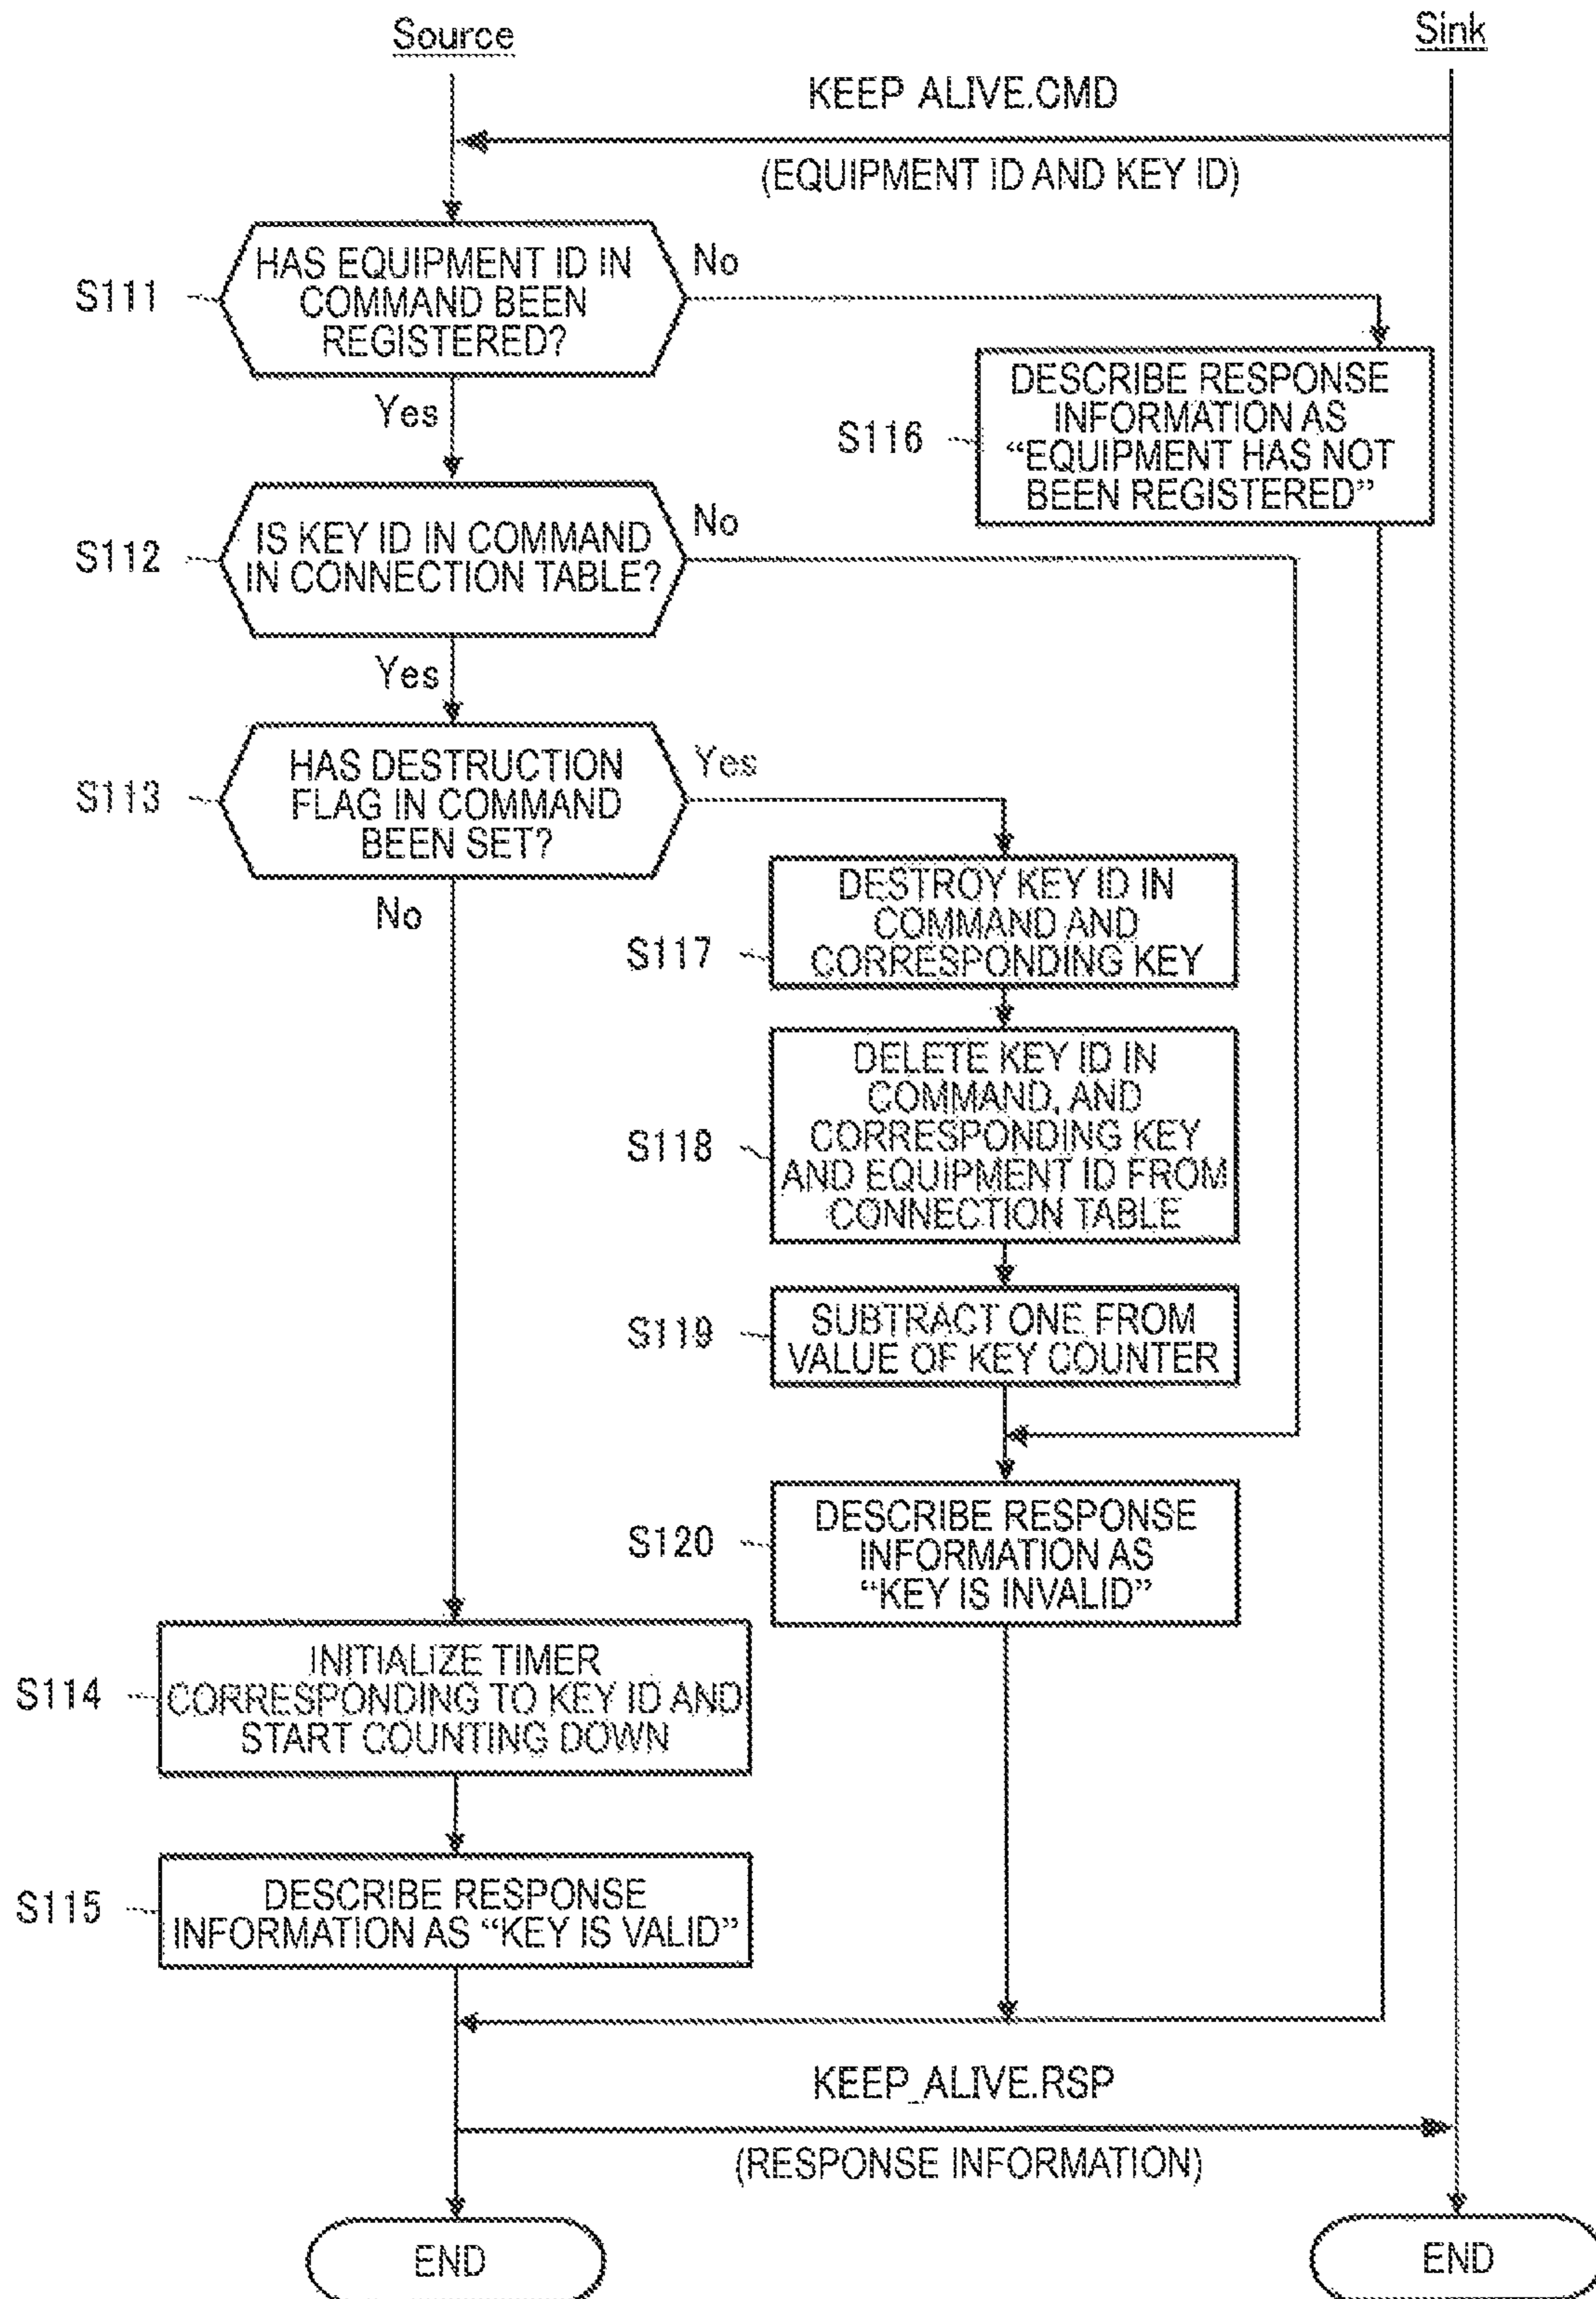 Source
Sink
KEEP ALIVE.CMD
(EQUIPMENT ID AND KEY ID)
S111
HAS EQUIPMENT ID IN
COMMAND BEEN
REGISTERED?
No
Yes
S116
DESCRIBE RESPONSE
INFORMATION AS
“EQUIPMENT HAS NOT
BEEN REGISTERED”
S112
IS KEY ID IN COMMAND
IN CONNECTION TABLE?
No
Yes
S113
HAS DESTRUCTION
FLAG IN COMMAND
BEEN SET?
Yes
No
S117
DESTROY KEY ID IN
COMMAND AND
CORRESPONDING KEY
S118
DELETE KEY ID IN
COMMAND, AND
CORRESPONDING KEY
AND EQUIPMENT ID FROM
CONNECTION TABLE
S119
SUBTRACT ONE FROM
VALUE OF KEY COUNTER
S120
DESCRIBE RESPONSE
INFORMATION AS
“KEY IS INVALID”
S114
INITIALIZE TIMER
CORRESPONDING TO KEY ID AND
START COUNTING DOWN
S115
DESCRIBE RESPONSE
INFORMATION AS “KEY IS VALID”
KEEP_ALIVE.RSP
(RESPONSE INFORMATION)
END
END